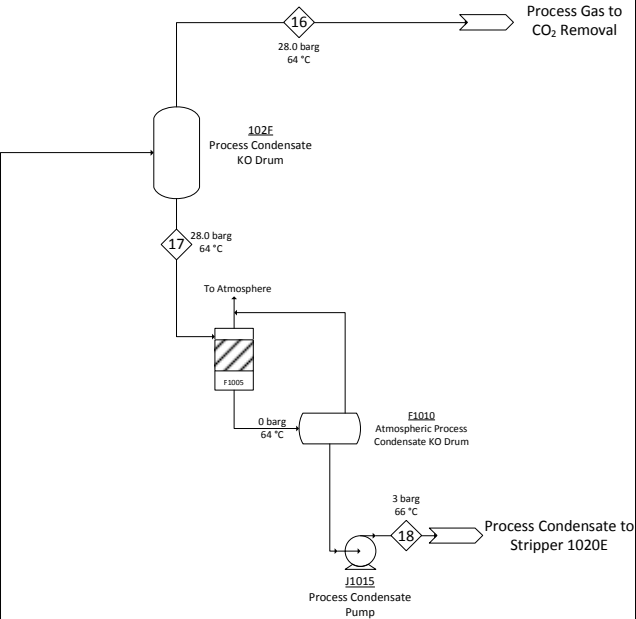 Process Gas to
CO₂ Removal
16
28.0 barg
64 °C
102F
Process Condensate
KO Drum
17
28.0 barg
64 °C
To Atmosphere
F1005
0 barg
64 °C
F1010
Atmospheric Process
Condensate KO Drum
3 barg
66 °C
18
Process Condensate to
Stripper 1020E
J1015
Process Condensate
Pump